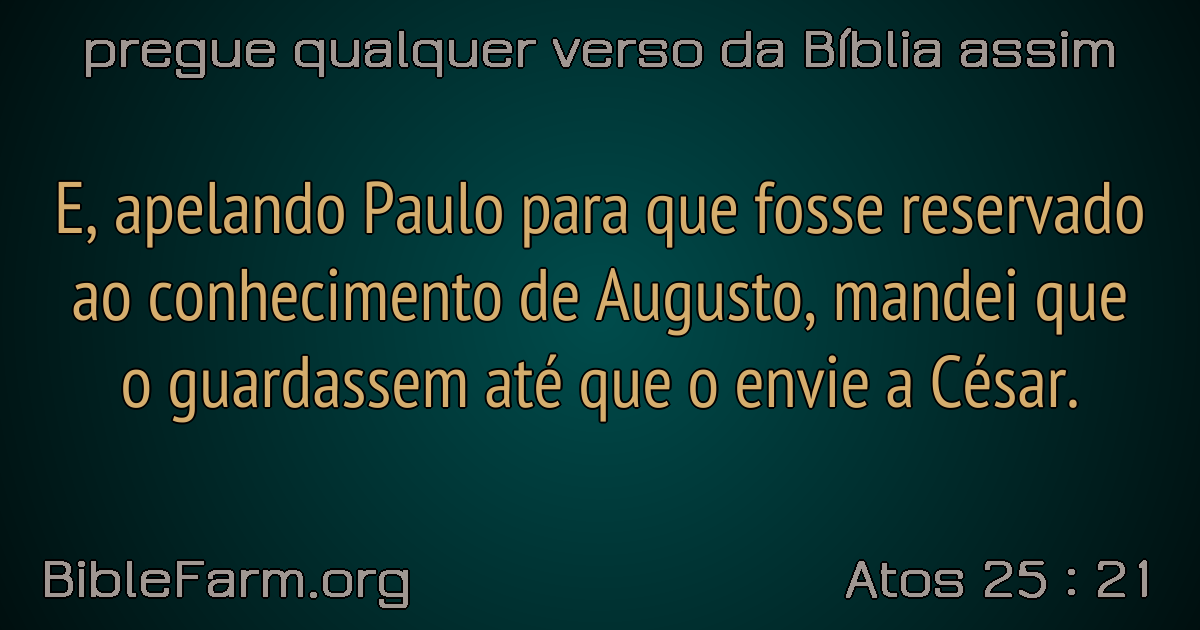 pregue qualquer verso da Bíblia assim
E, apelando Paulo para que fosse reservado
ao conhecimento de Augusto, mandei que
o guardassem até que o envie a César.
BibleFarm.org
Atos 25 : 21